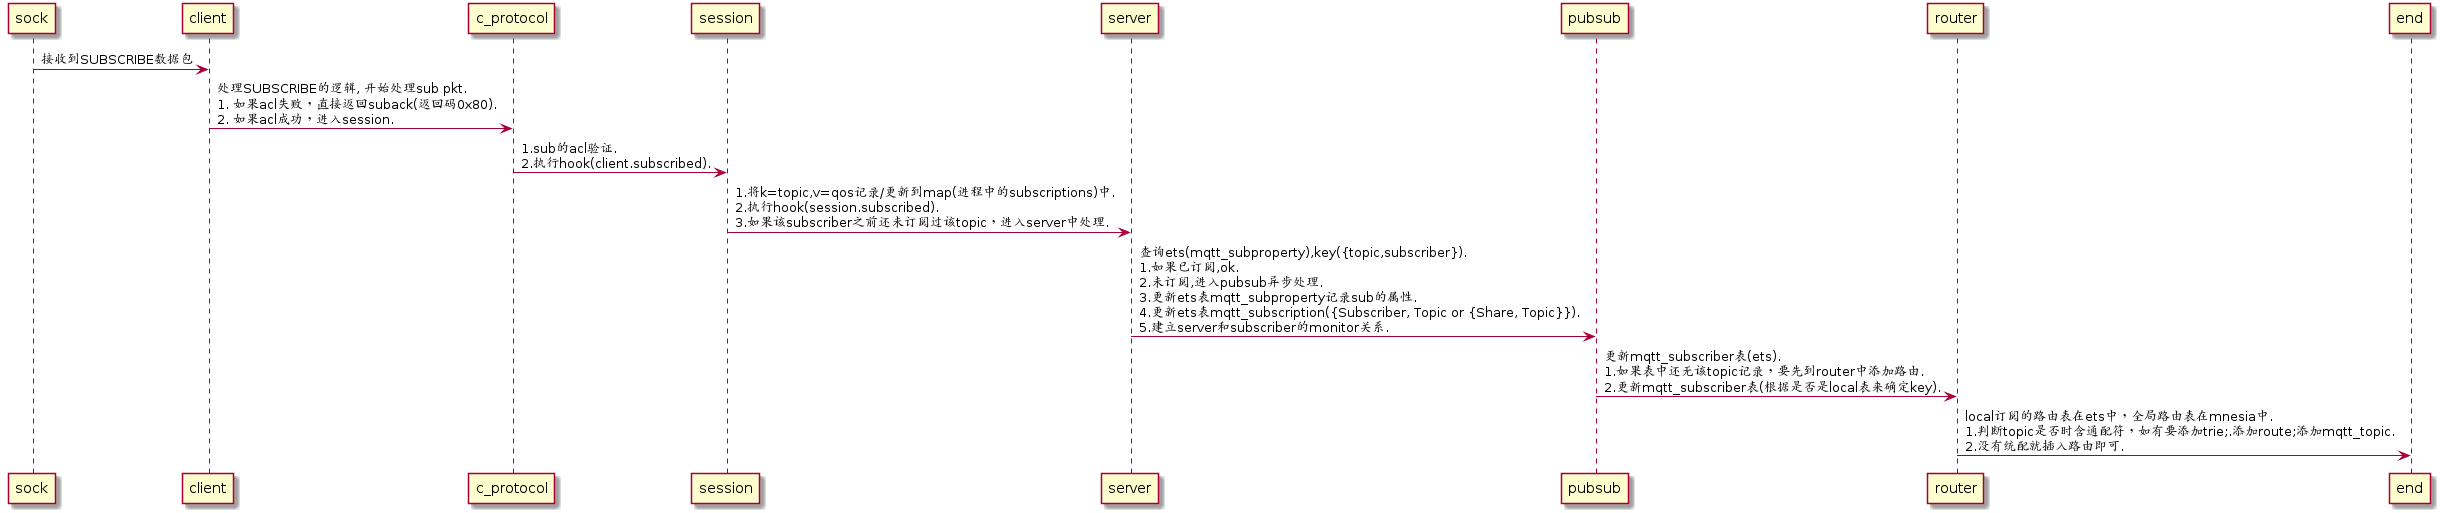 sock
client
c_protocol
session
server
pubsub
router
end
接收到SUBSCRIBE数据包
处理SUBSCRIBE的逻辑, 开始处理sub pkt.
1. 如果acl失败，直接返回suback(返回码0x80).
2. 如果acl成功，进入session.
1.sub的acl验证.
2.执行hook(client.subscribed).
1.将k=topic,v=qos记录/更新到map(进程中的subscriptions)中.
2.执行hook(session.subscribed).
3.如果该subscriber之前还未订阅过该topic，进入server中处理.
查询ets(mqtt_subproperty),key({topic,subscriber}).
1.如果已订阅,ok.
2.未订阅,进入pubsub异步处理.
3.更新ets表mqtt_subproperty记录sub的属性.
4.更新ets表mqtt_subscription({Subscriber, Topic or {Share, Topic}}).
5.建立server和subscriber的monitor关系.
更新mqtt_subscriber表(ets).
1.如果表中还无该topic记录，要先到router中添加路由.
2.更新mqtt_subscriber表(根据是否是local表来确定key).
local订阅的路由表在ets中，全局路由表在mnesia中.
1.判断topic是否时含通配符，如有要添加trie;.添加route;添加mqtt_topic.
2.没有统配就插入路由即可.
sock
client
c_protocol
session
server
pubsub
router
end